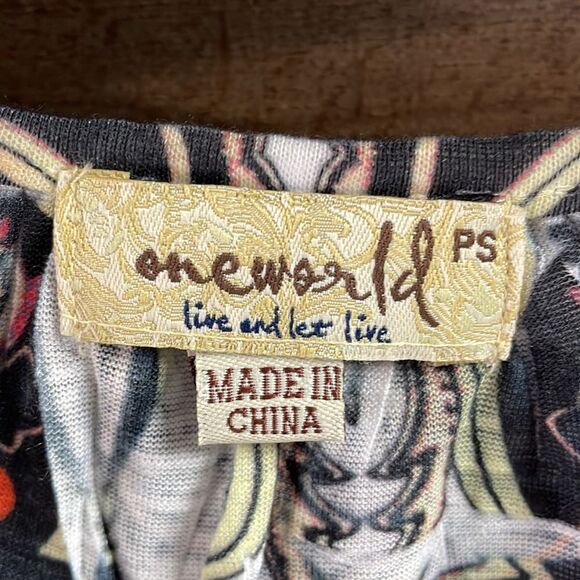 oneworld PS
live and let live
MADE IN
CHINA